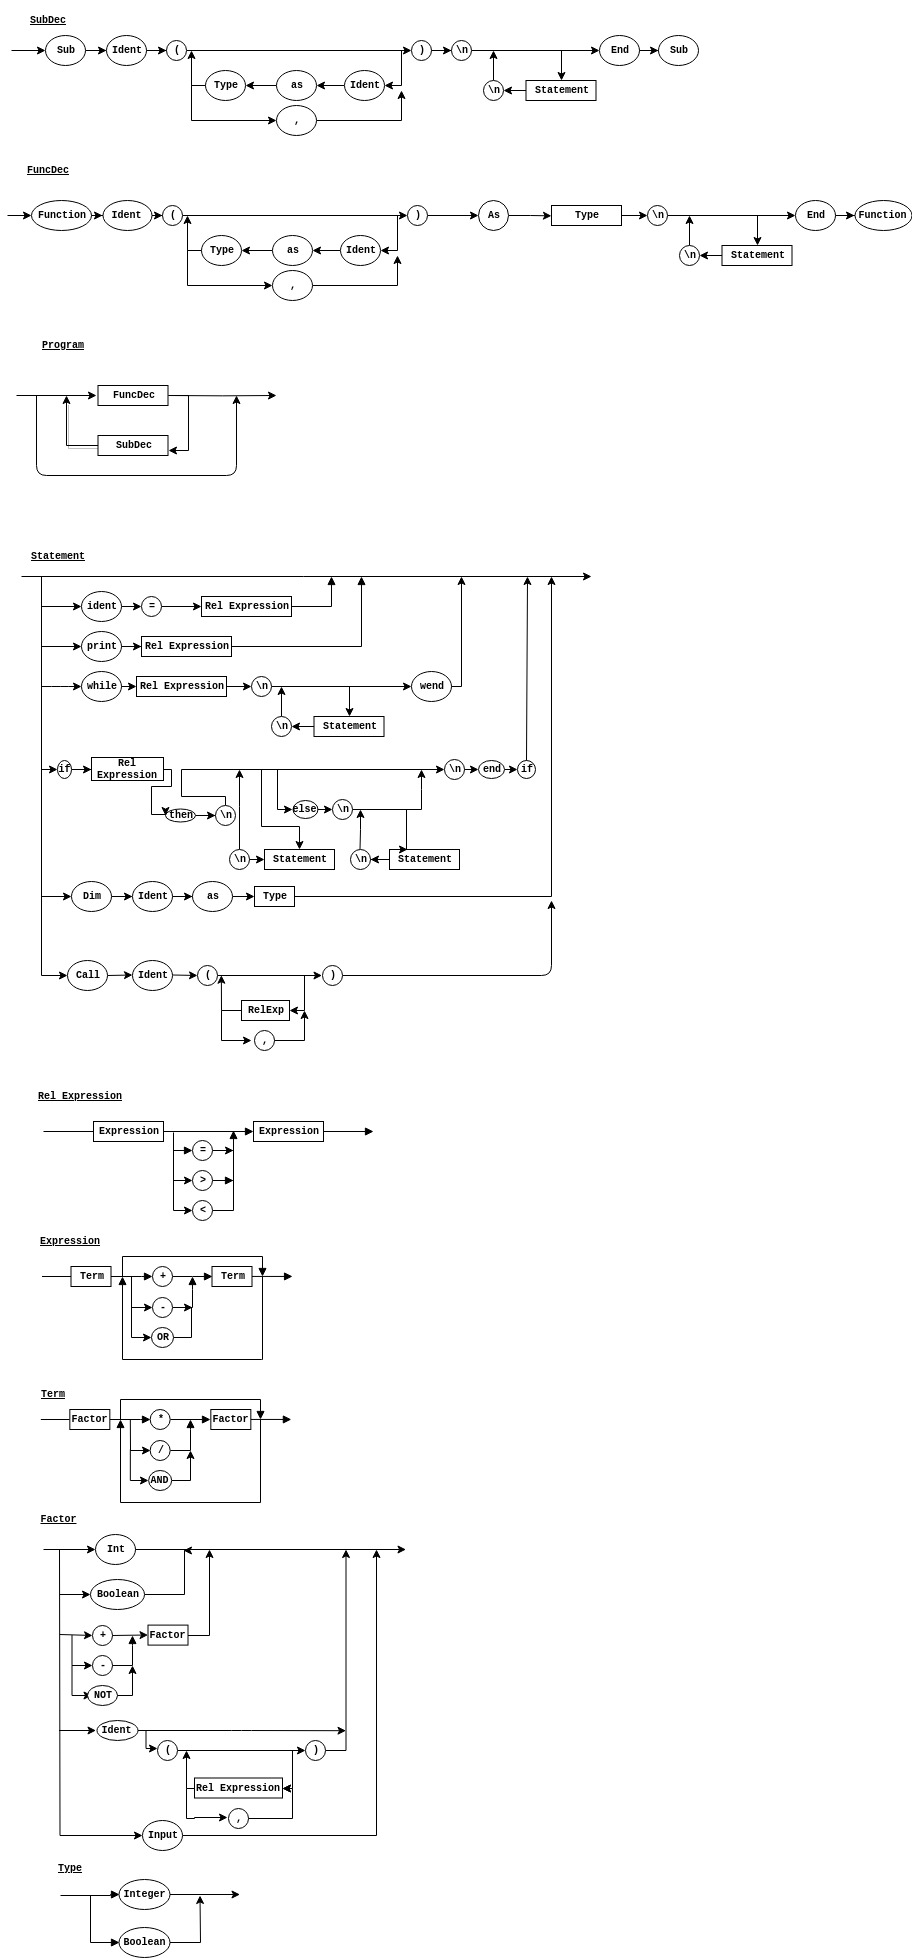 SubDec
Sub Ident ( ) \n End Sub
Type as Ident \n Statement
,
FuncDec
Function Ident ( ) As Type \n End Function
Type as Ident \n Statement
,
Program
FuncDec
SubDec
Statement
ident = Rel Expression
print Rel Expression
while Rel Expression \n wend
\n Statement
if Rel Expression \n end if
then \n else \n
\n Statement \n Statement
Dim Ident as Type
Call Ident ( )
RelExp
,
Rel Expression
Expression Expression
=
>
<
Expression
Term + Term
-
OR
Term
Factor * Factor
/
AND
Factor
Int
Boolean
+ Factor
-
NOT
Ident
( )
Rel Expression
,
Input
Type
Integer
Boolean